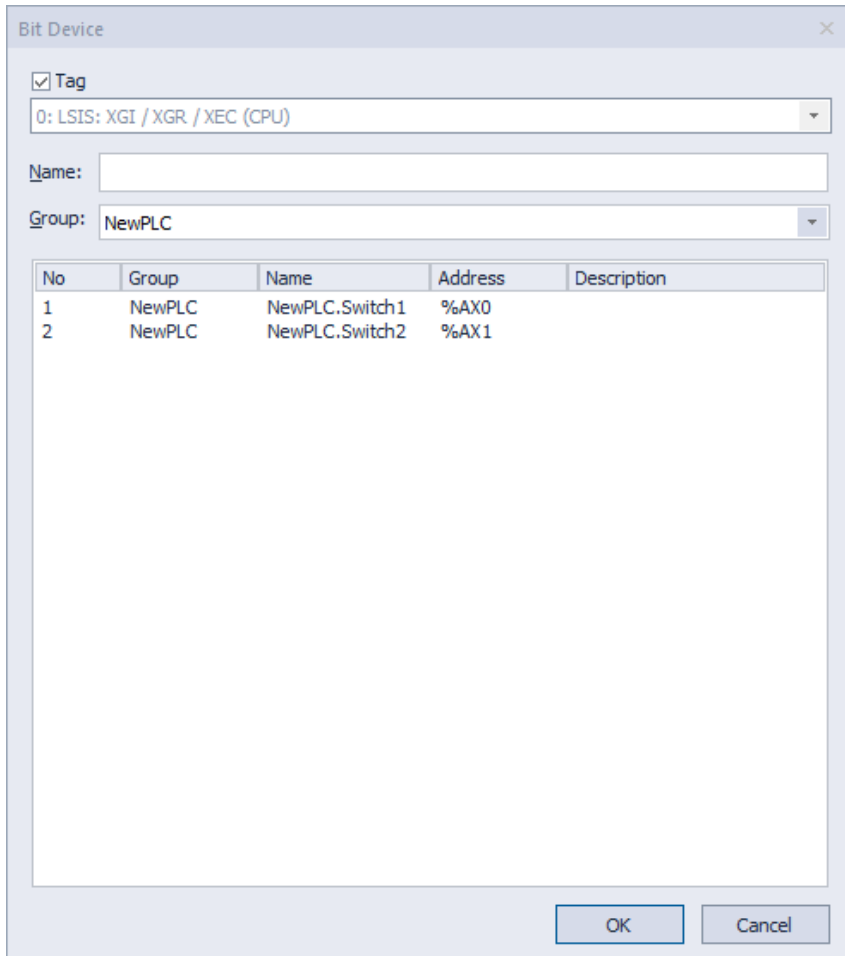 Bit Device
Tag
0: LSIS: XGI / XGR / XEC (CPU)
Name:
Group: NewPLC
No Group Name Address Description
1 NewPLC NewPLC.Switch1 %AX0
2 NewPLC NewPLC.Switch2 %AX1
OK Cancel